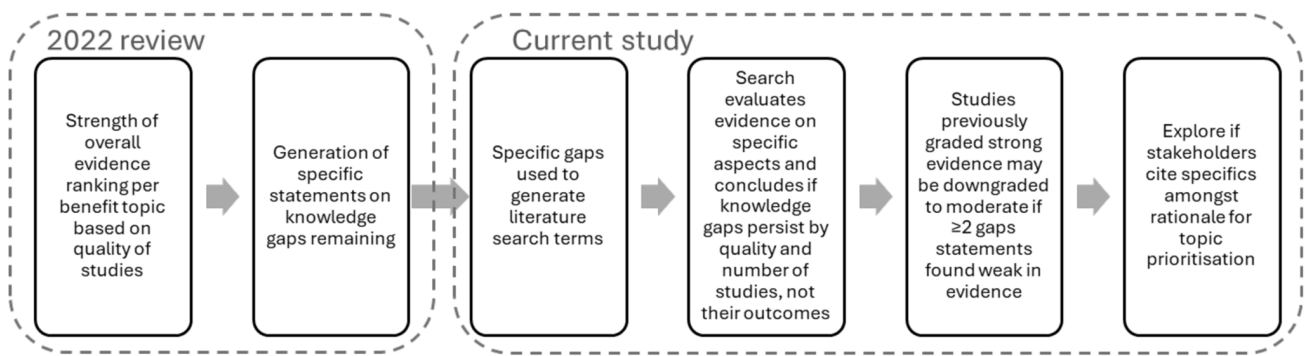 2022 review
Strength of
overall
evidence
ranking per
benefit topic
based on
quality of
studies
Generation of
specific
statements on
knowledge
gaps remaining
Current study
Specific gaps
used to
generate
literature
search terms
Search
evaluates
evidence on
specific
aspects and
concludes if
knowledge
gaps persist by
quality and
number of
studies, not
their outcomes
Studies
previously
graded strong
evidence may
be downgraded
to moderate if
≥2 gaps
statements
found weak in
evidence
Explore if
stakeholders
cite specifics
amongst
rationale for
topic
prioritisation